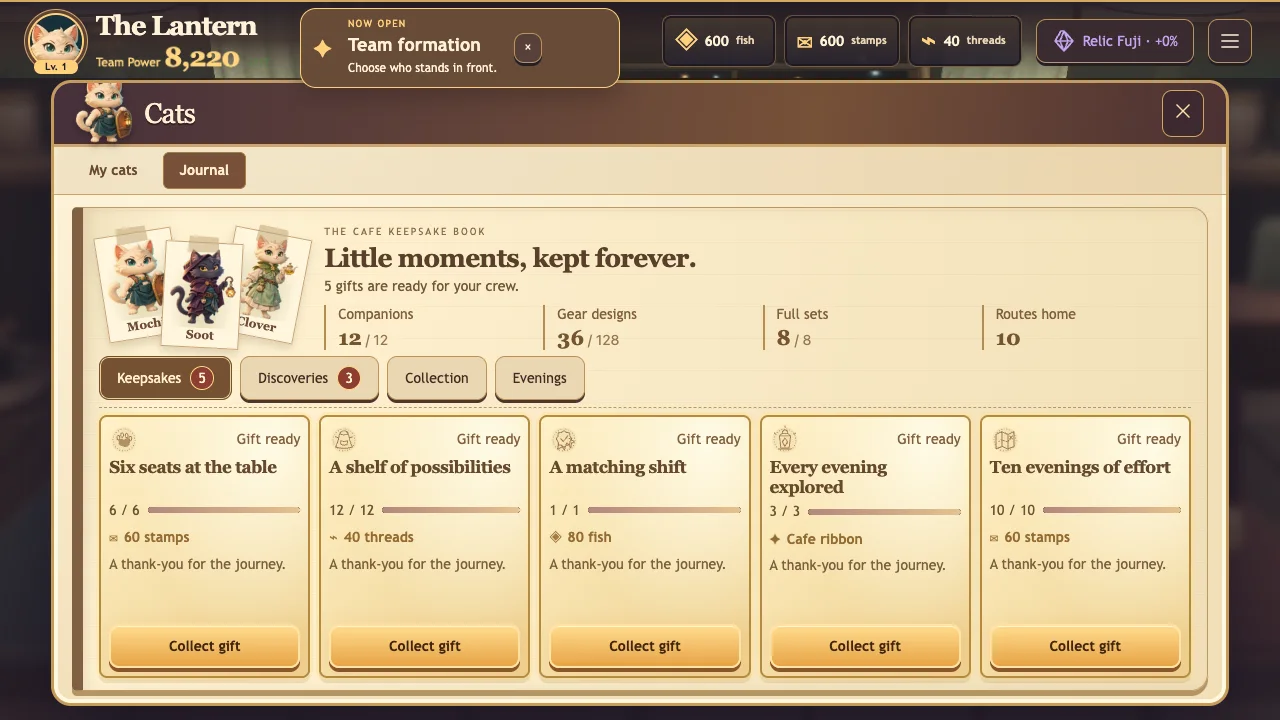 The Lantern
Team Power 8,220
Lv. 1
NOW OPEN
Team formation
Choose who stands in front.
×
600 fish
600 stamps
40 threads
Relic Fuji · +0%
Cats
My cats
Journal
Moch
Soot
Clover
THE CAFE KEEPSAKE BOOK
Little moments, kept forever.
5 gifts are ready for your crew.
Companions
12 / 12
Gear designs
36 / 128
Full sets
8 / 8
Routes home
10
Keepsakes 5
Discoveries 3
Collection
Evenings
Gift ready
Six seats at the table
6 / 6
60 stamps
A thank-you for the journey.
Collect gift
Gift ready
A shelf of possibilities
12 / 12
40 threads
A thank-you for the journey.
Collect gift
Gift ready
A matching shift
1 / 1
80 fish
A thank-you for the journey.
Collect gift
Gift ready
Every evening
explored
3 / 3
Cafe ribbon
A thank-you for the journey.
Collect gift
Gift ready
Ten evenings of effort
10 / 10
60 stamps
A thank-you for the journey.
Collect gift